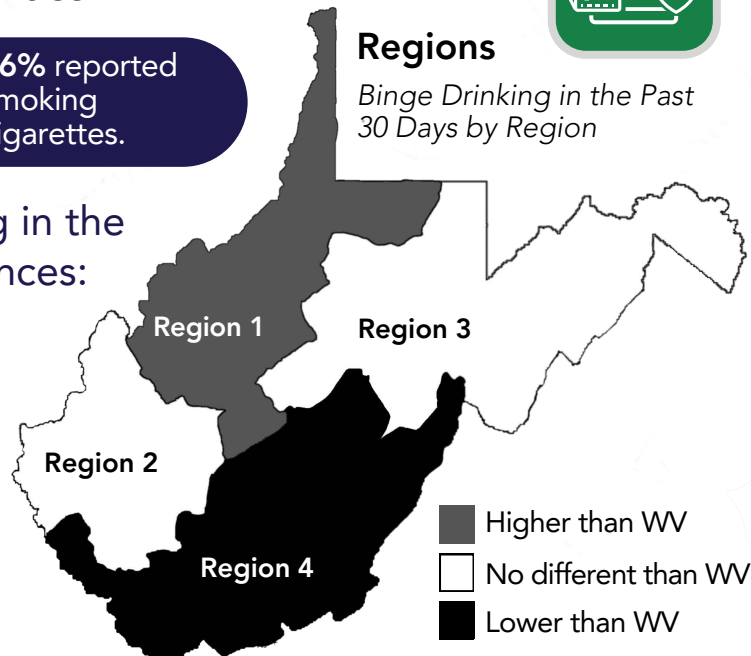 6% reported
moking
igarettes.
g in the
nces:
Regions
Binge Drinking in the Past
30 Days by Region
Region 1
Region 3
Region 2
Region 4
Higher than WV
No different than WV
Lower than WV